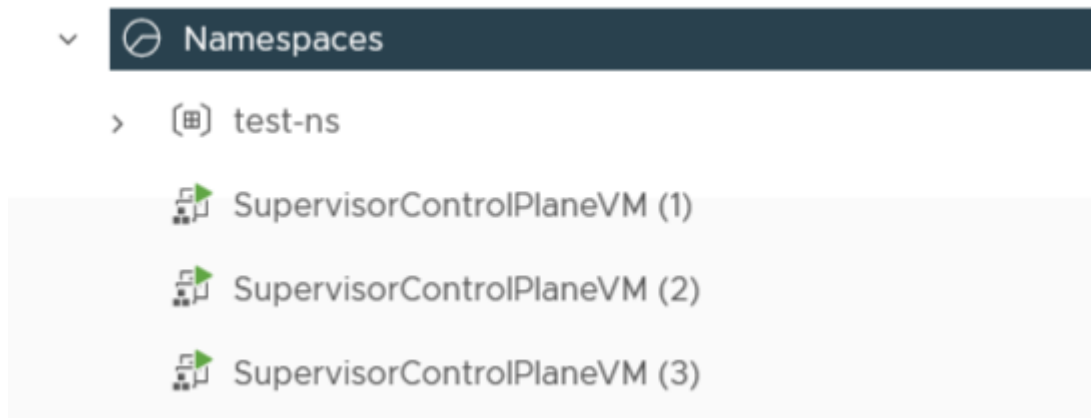 Namespaces
test-ns
SupervisorControlPlaneVM (1)
SupervisorControlPlaneVM (2)
SupervisorControlPlaneVM (3)